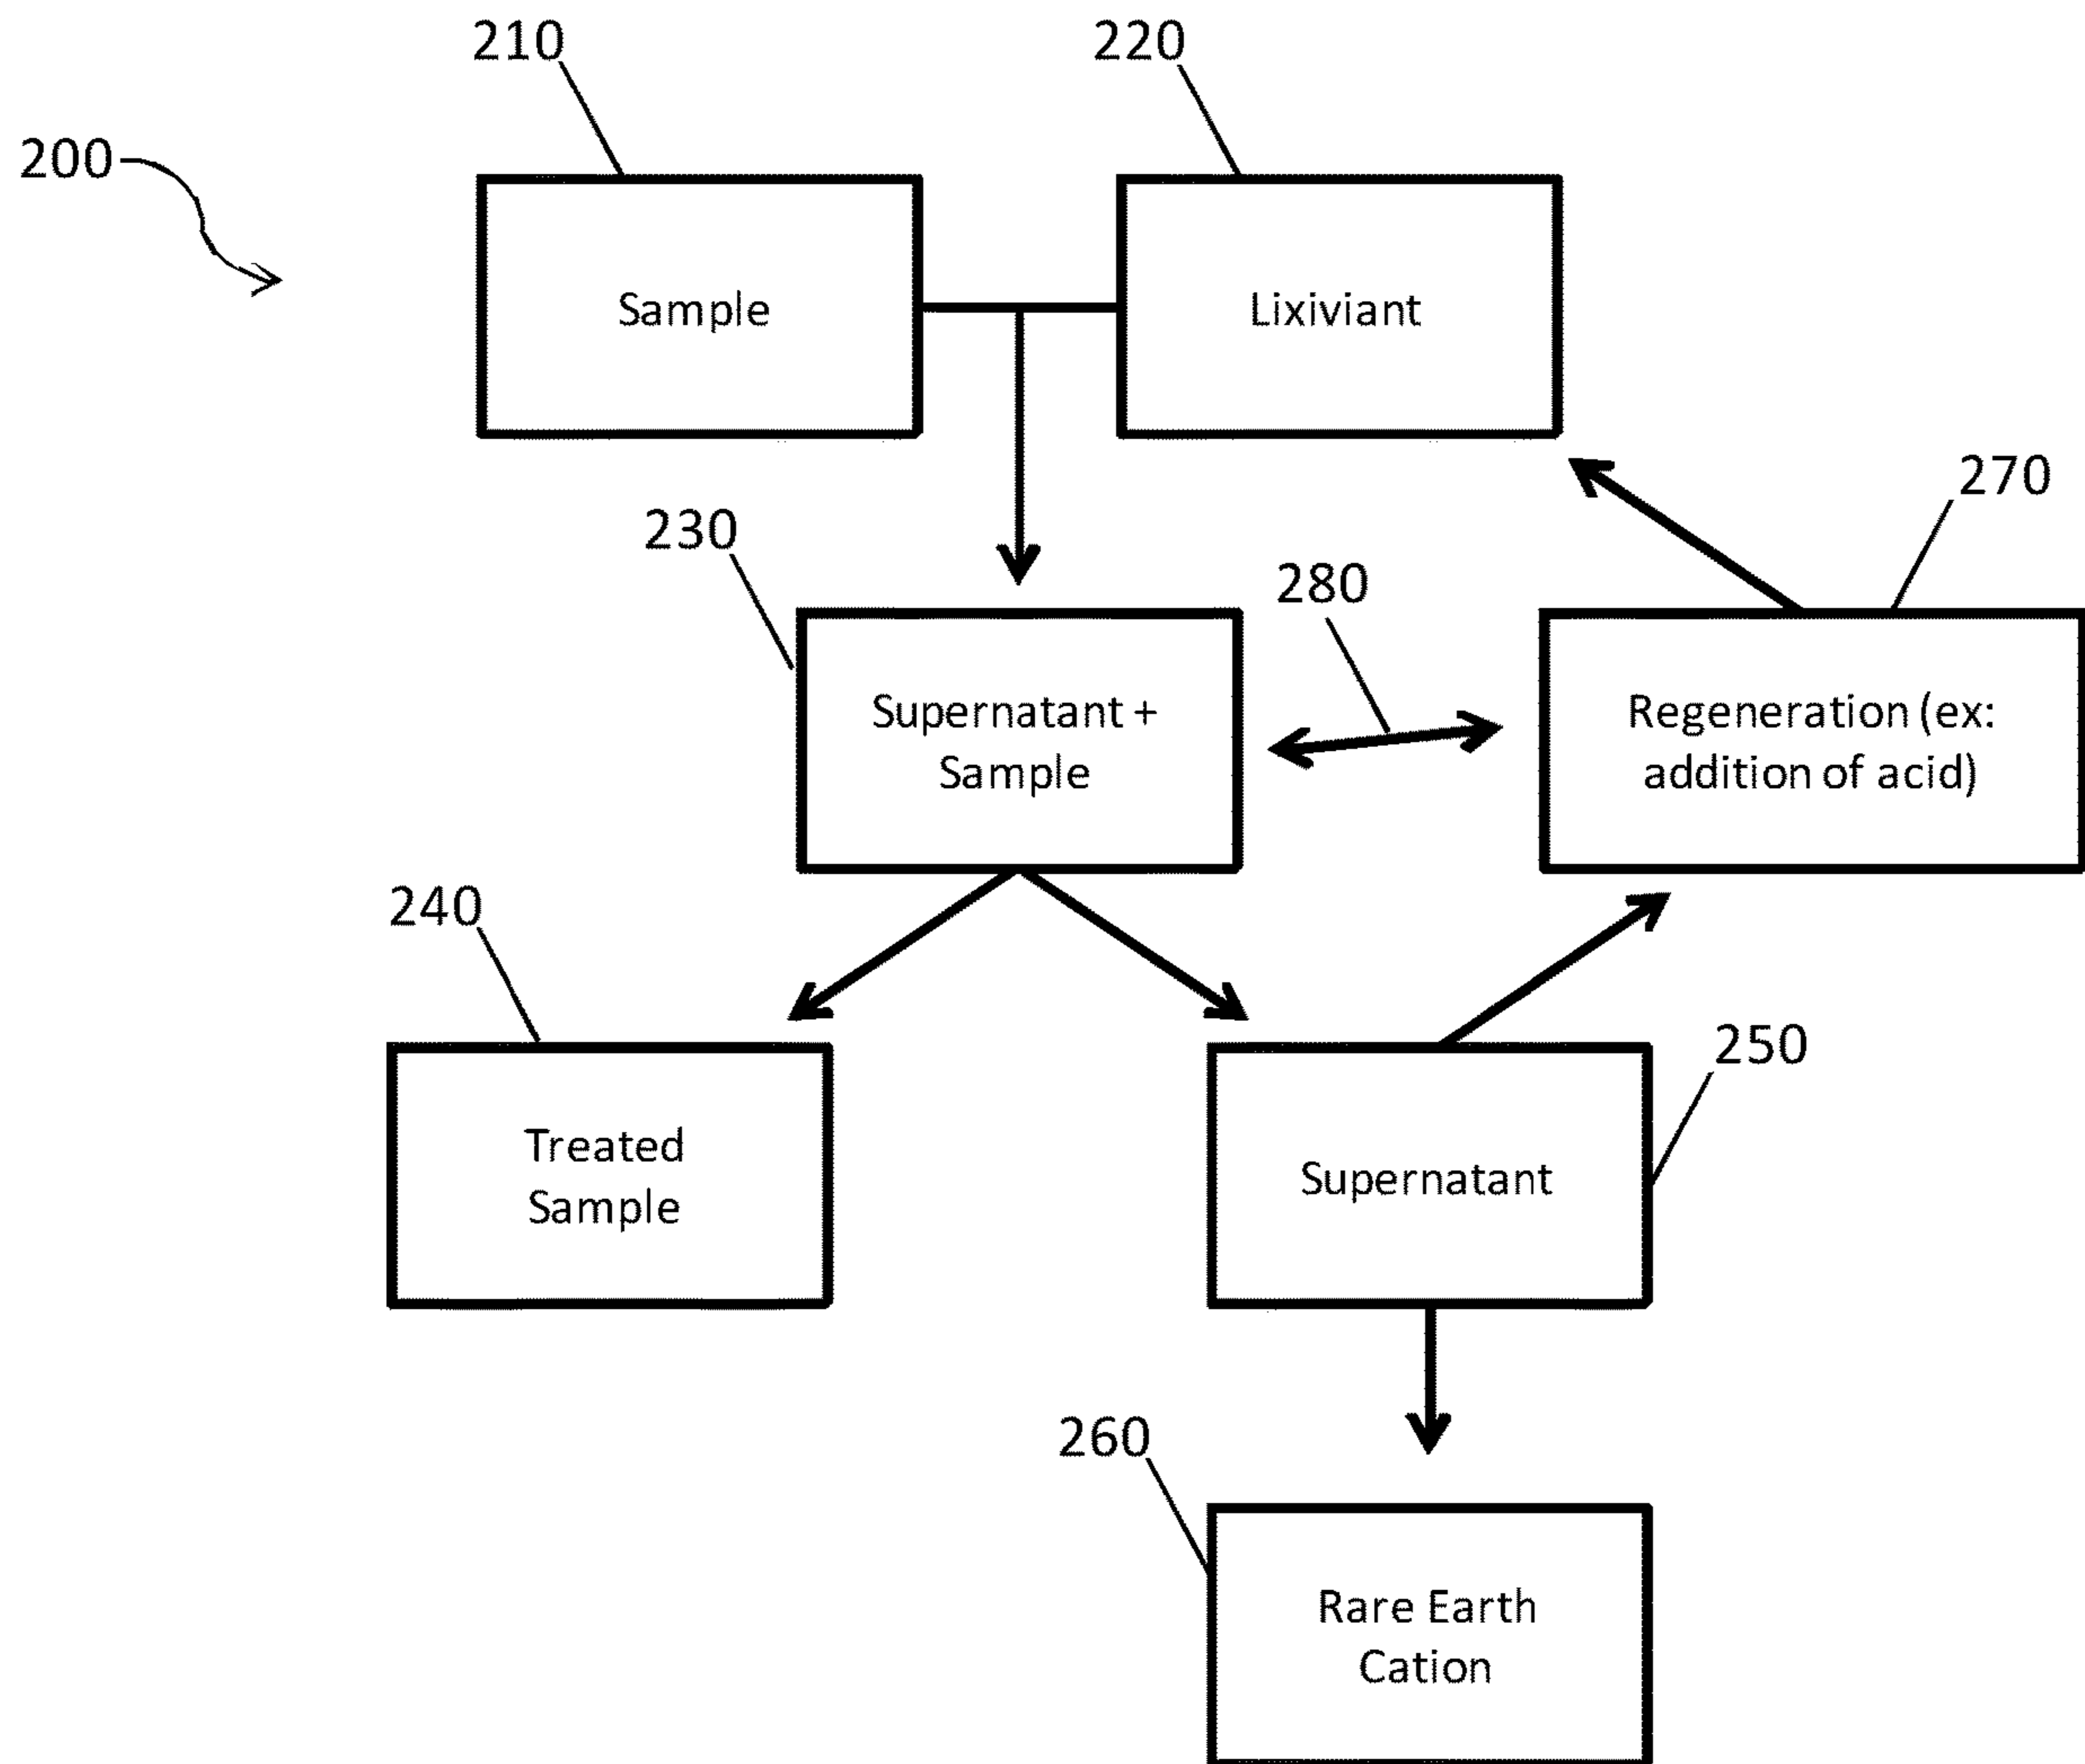 210
220
200
Sample
Lixiviant
270
230
280
Supernatant +
Sample
Regeneration (ex:
addition of acid)
240
250
Treated
Sample
Supernatant
260
Rare Earth
Cation